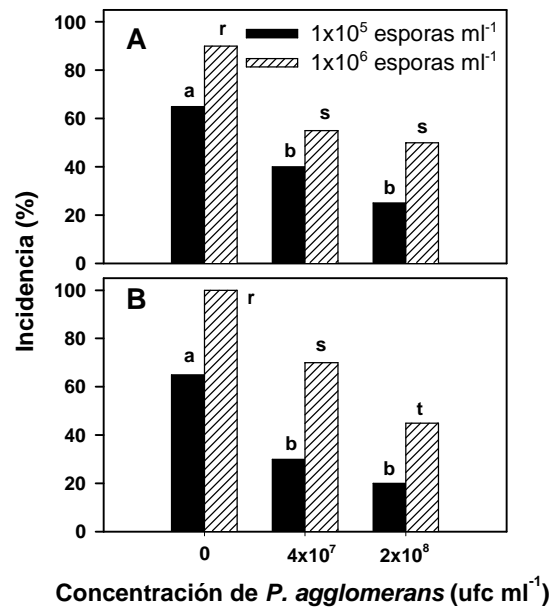 A
1x10⁵ esporas ml⁻¹
1x10⁶ esporas ml⁻¹
100
80
60
40
20
0
a
r
b
s
b
s
Incidencia (%)
B
100
80
60
40
20
0
a
r
b
s
b
t
0
4x10⁷
2x10⁸
Concentración de P. agglomerans (ufc ml⁻¹)